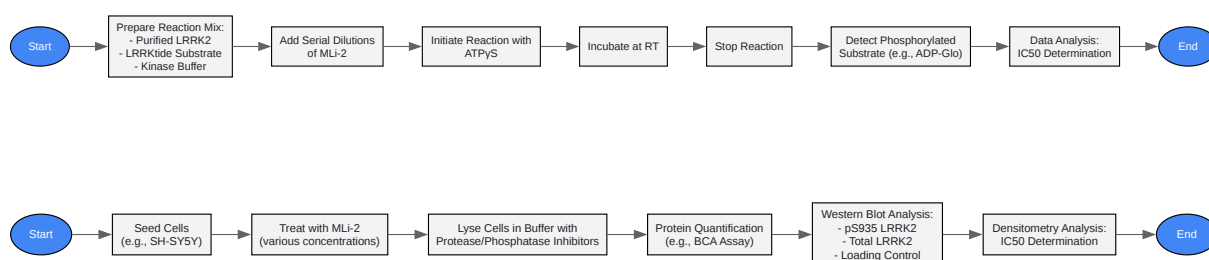 Start
Prepare Reaction Mix:
- Purified LRRK2
- LRRKtide Substrate
- Kinase Buffer
Add Serial Dilutions
of MLi-2
Initiate Reaction with
ATPγS
Incubate at RT
Stop Reaction
Detect Phosphorylated
Substrate (e.g., ADP-Glo)
Data Analysis:
IC50 Determination
End
Start
Seed Cells
(e.g., SH-SY5Y)
Treat with MLi-2
(various concentrations)
Lyse Cells in Buffer with
Protease/Phosphatase Inhibitors
Protein Quantification
(e.g., BCA Assay)
Western Blot Analysis:
- pS935 LRRK2
- Total LRRK2
- Loading Control
Densitometry Analysis:
IC50 Determination
End